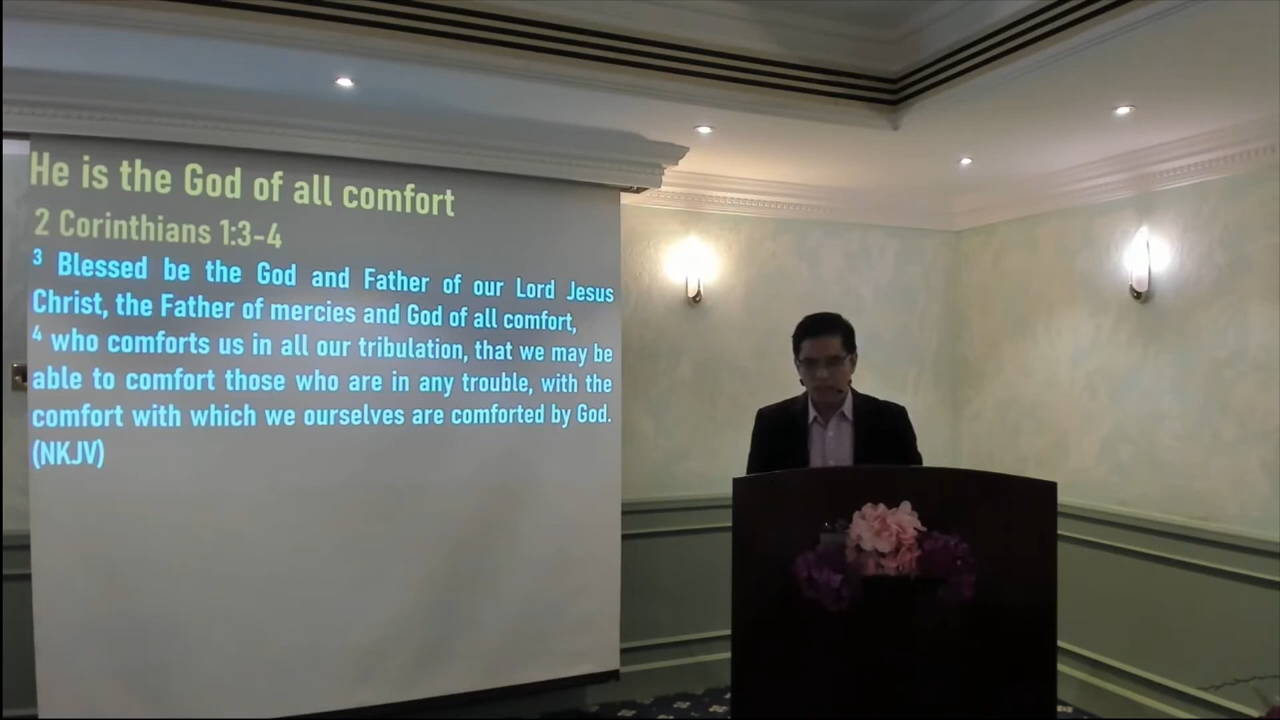 He is the God of all comfort
2 Corinthians 1:3-4
³ Blessed be the God and Father of our Lord Jesus
Christ, the Father of mercies and God of all comfort,
⁴ who comforts us in all our tribulation, that we may be
able to comfort those who are in any trouble, with the
comfort with which we ourselves are comforted by God.
(NKJV)